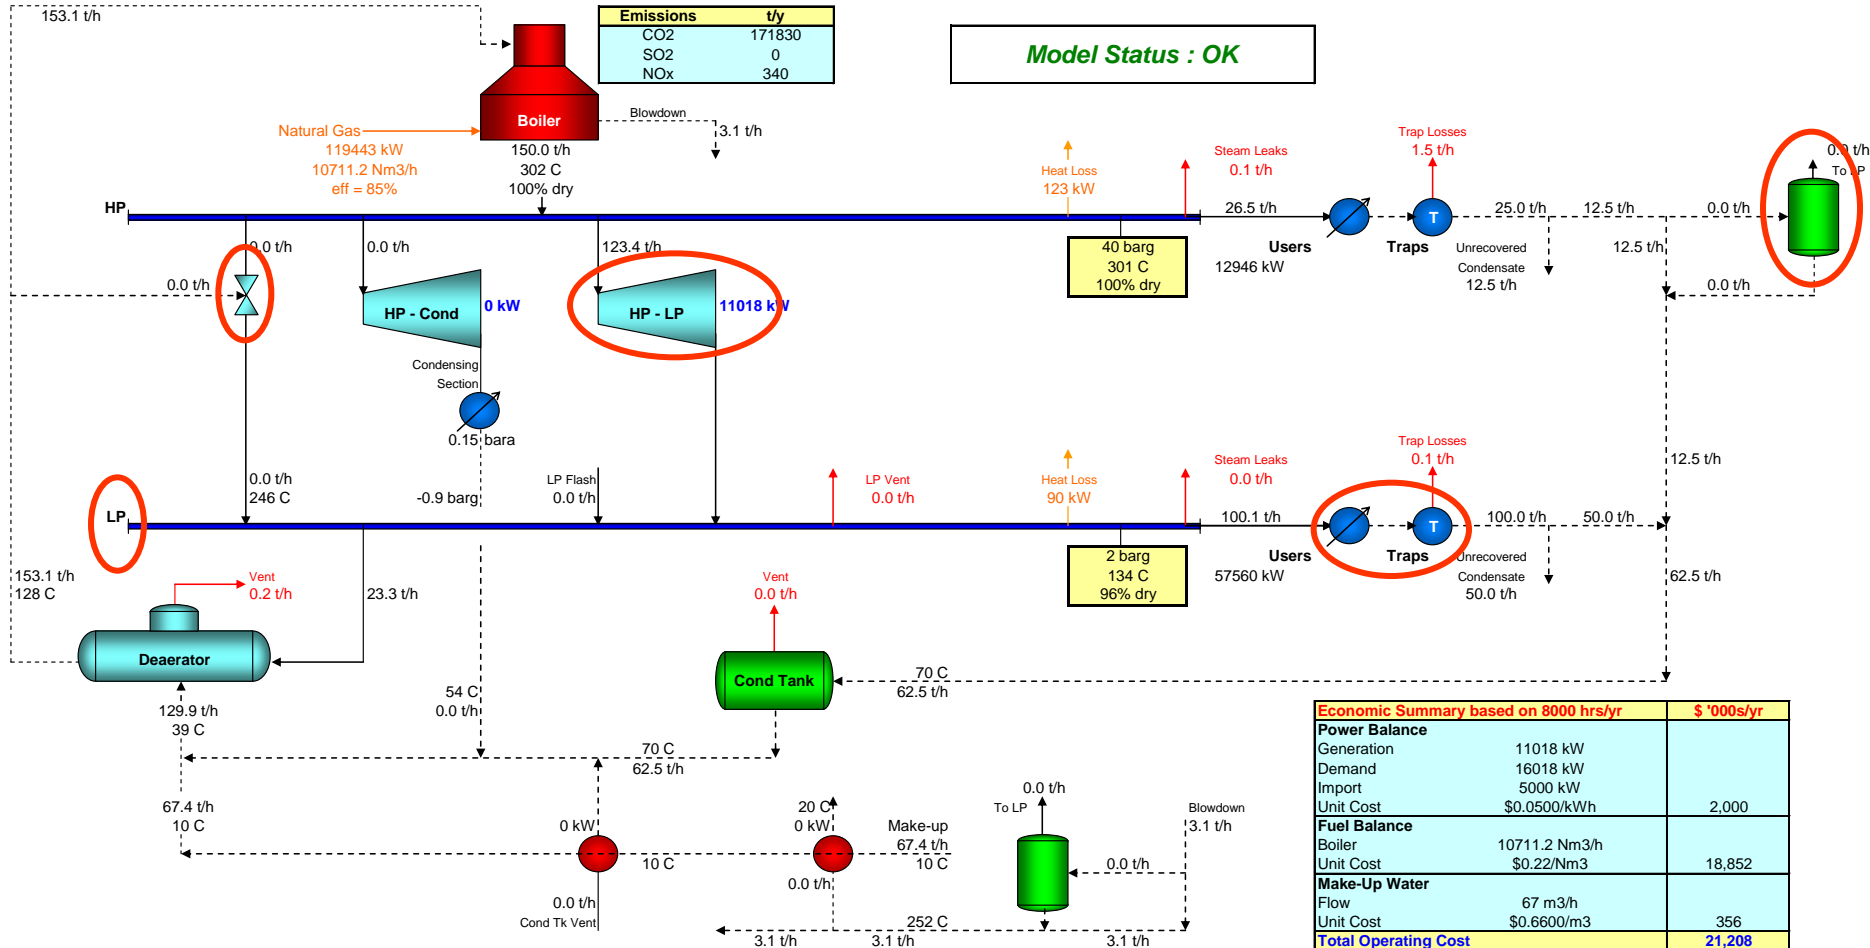 153.1 t/h
Emissions t/y
CO2 171830
SO2 0
NOx 340
Model Status : OK
Boiler
Blowdown
3.1 t/h
Natural Gas
119443 kW
10711.2 Nm3/h
eff = 85%
150.0 t/h
302 C
100% dry
Heat Loss
123 kW
Steam Leaks
0.1 t/h
Trap Losses
1.5 t/h
0.0 t/h
To LP
HP
26.5 t/h
T
25.0 t/h
12.5 t/h
0.0 t/h
0.0 t/h
0.0 t/h
123.4 t/h
40 barg
301 C
100% dry
Users
12946 kW
Traps
Unrecovered
Condensate
12.5 t/h
12.5 t/h
0.0 t/h
0.0 t/h
HP - Cond
0 kW
HP - LP
11018 kW
Condensing
Section
0.15 bara
0.0 t/h
246 C
-0.9 barg
LP Flash
0.0 t/h
LP Vent
0.0 t/h
Heat Loss
90 kW
Steam Leaks
0.0 t/h
Trap Losses
0.1 t/h
12.5 t/h
LP
100.1 t/h
T
100.0 t/h
50.0 t/h
2 barg
134 C
96% dry
Users
57560 kW
Traps
Unrecovered
Condensate
50.0 t/h
62.5 t/h
153.1 t/h
128 C
Vent
0.2 t/h
23.3 t/h
Vent
0.0 t/h
Deaerator
Cond Tank
70 C
62.5 t/h
54 C
0.0 t/h
129.9 t/h
39 C
70 C
62.5 t/h
67.4 t/h
10 C
0 kW
10 C
20 C
0 kW
Make-up
67.4 t/h
10 C
0.0 t/h
To LP
Blowdown
3.1 t/h
0.0 t/h
0.0 t/h
0.0 t/h
Cond Tk Vent
252 C
3.1 t/h
3.1 t/h
3.1 t/h
Economic Summary based on 8000 hrs/yr $ '000s/yr
Power Balance
Generation 11018 kW
Demand 16018 kW
Import 5000 kW
Unit Cost $0.0500/kWh 2,000
Fuel Balance
Boiler 10711.2 Nm3/h
Unit Cost $0.22/Nm3 18,852
Make-Up Water
Flow 67 m3/h
Unit Cost $0.6600/m3 356
Total Operating Cost 21,208